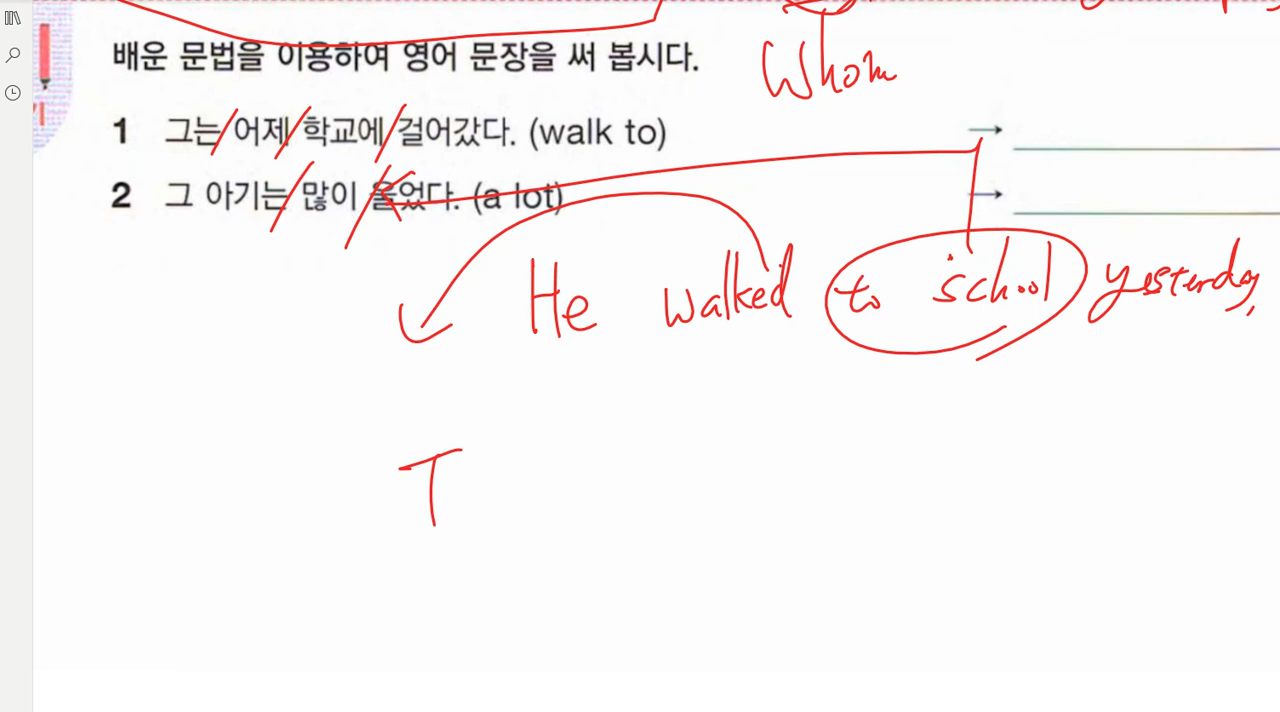 Whom
배운 문법을 이용하여 영어 문장을 써 봅시다.
1 그는/어제/학교에/걸어갔다. (walk to) →
2 그 아기는/많이/울었다. (a lot) →
He walked to school yesterday,
T